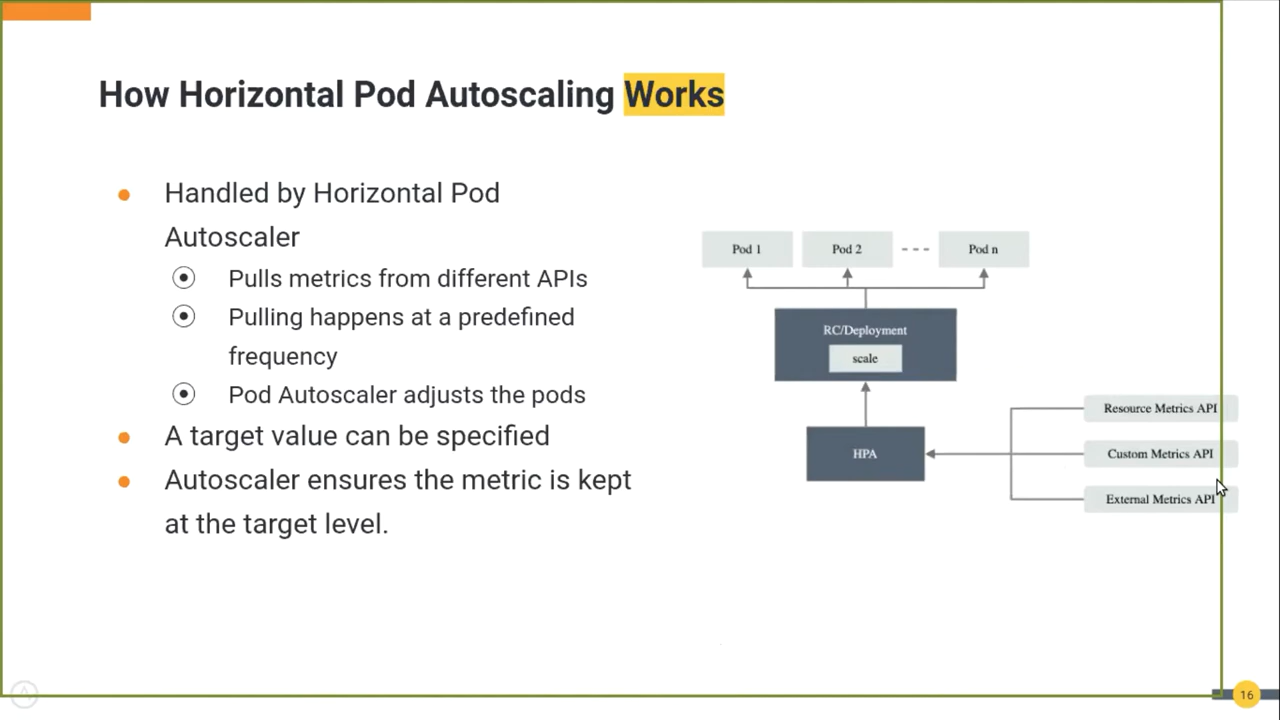 How Horizontal Pod Autoscaling Works
Handled by Horizontal Pod
Autoscaler
Pulls metrics from different APIs
Pulling happens at a predefined
frequency
Pod Autoscaler adjusts the pods
A target value can be specified
Autoscaler ensures the metric is kept
at the target level.
Pod 1
Pod 2
Pod n
RC/Deployment
scale
HPA
Resource Metrics API
Custom Metrics API
External Metrics API
16